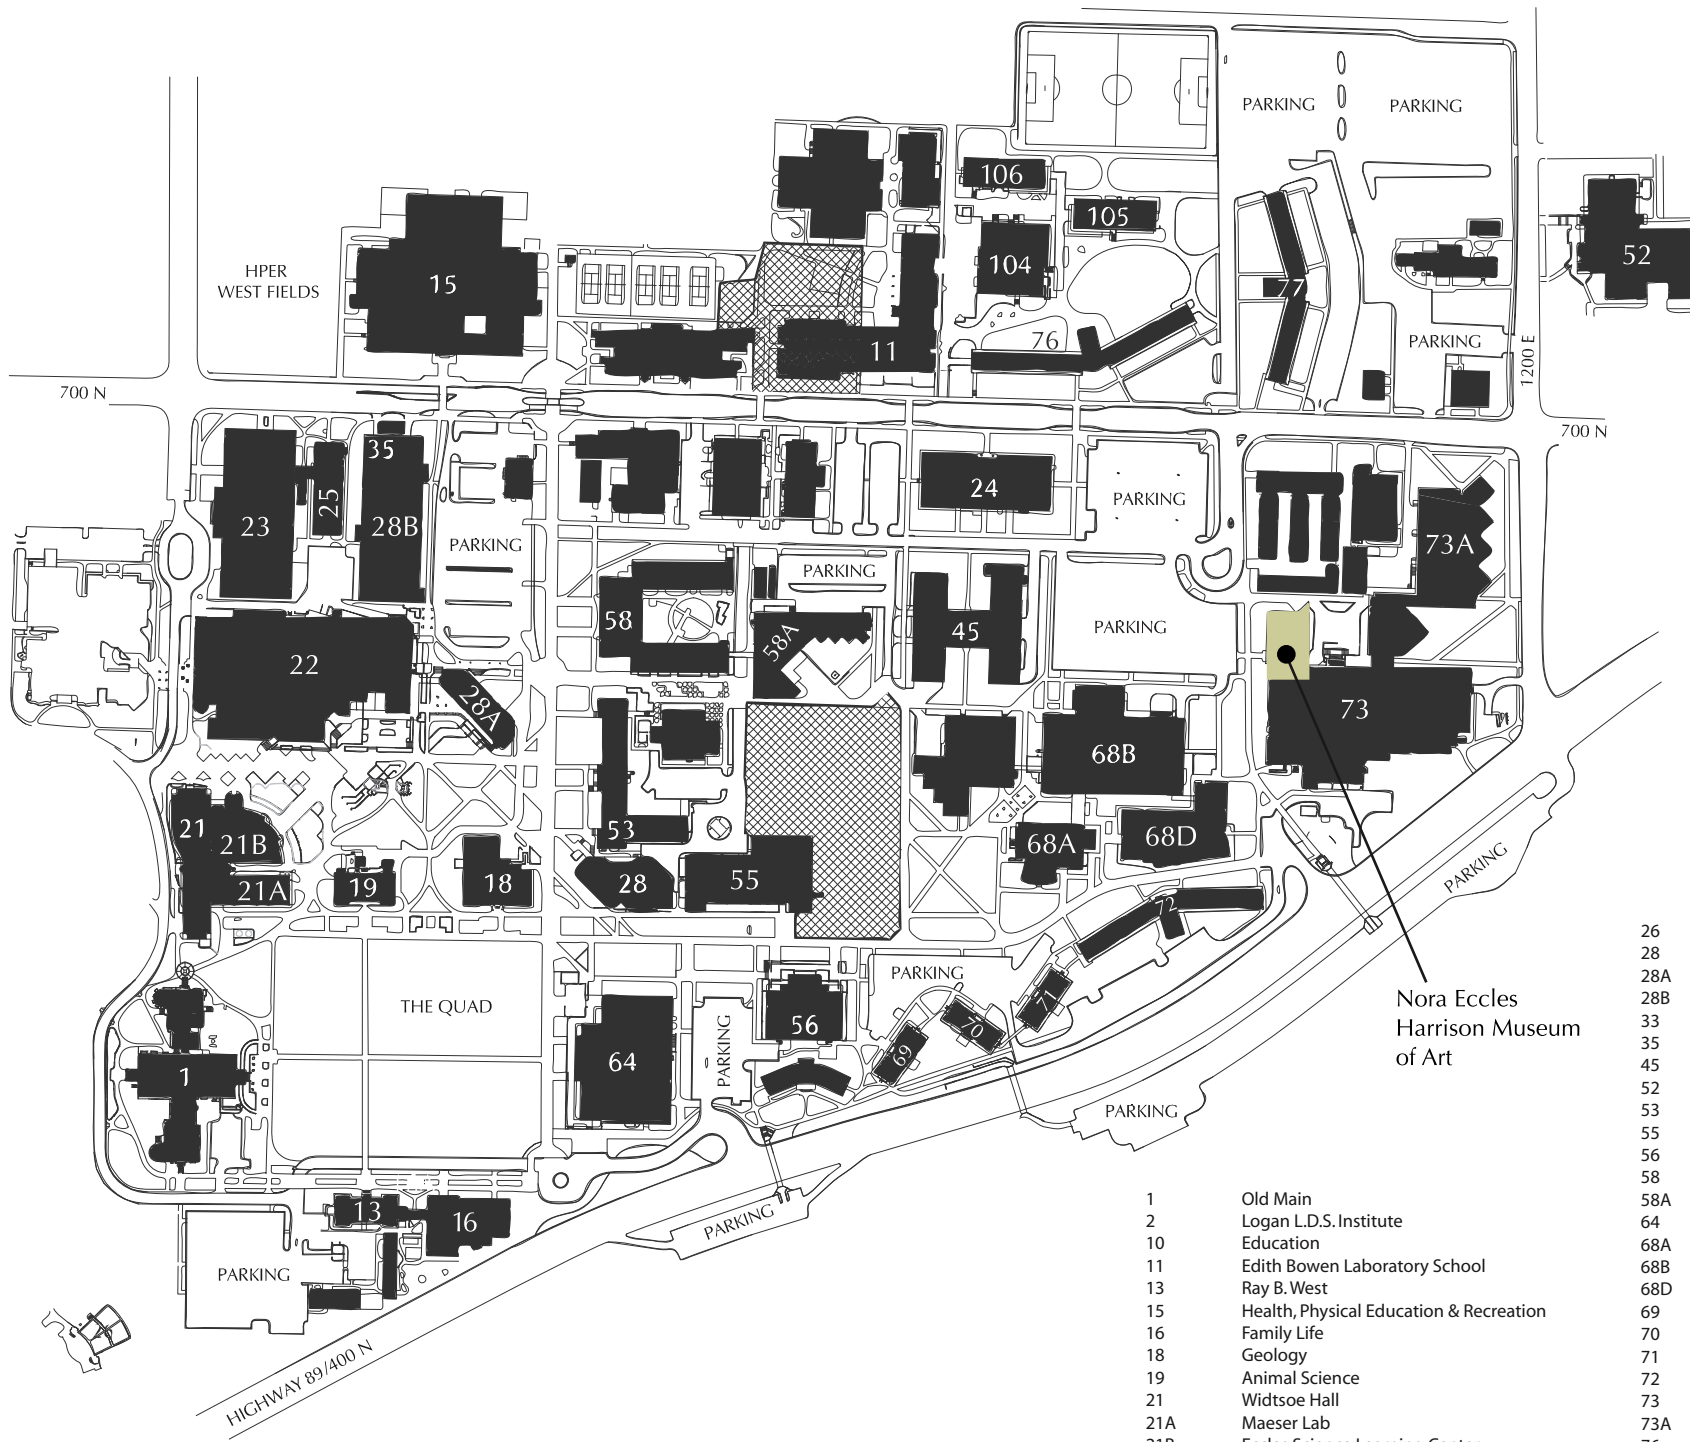 PARKING
PARKING
106
105
HPER
WEST FIELDS
15
104
52
77
76
11
PARKING
1200 E
700 N
700 N
35
24
PARKING
25
23
28B
PARKING
73A
PARKING
58
45
PARKING
58A
22
28A
73
68B
21
21B
53
68A
68D
PARKING
21A
19
18
28
55
72
PARKING
THE QUAD
71
70
56
69
64
PARKING
1
PARKING
Nora Eccles
Harrison Museum
of Art
13
16
PARKING
PARKING
HIGHWAY 89/400 N
1 Old Main
2 Logan L.D.S. Institute
10 Education
11 Edith Bowen Laboratory School
13 Ray B. West
15 Health, Physical Education & Recreation
16 Family Life
18 Geology
19 Animal Science
21 Widtsoe Hall
21A Maeser Lab
26
28
28A
28B
33
35
45
52
53
55
56
58
58A
64
68A
68B
68D
69
70
71
72
73
73A